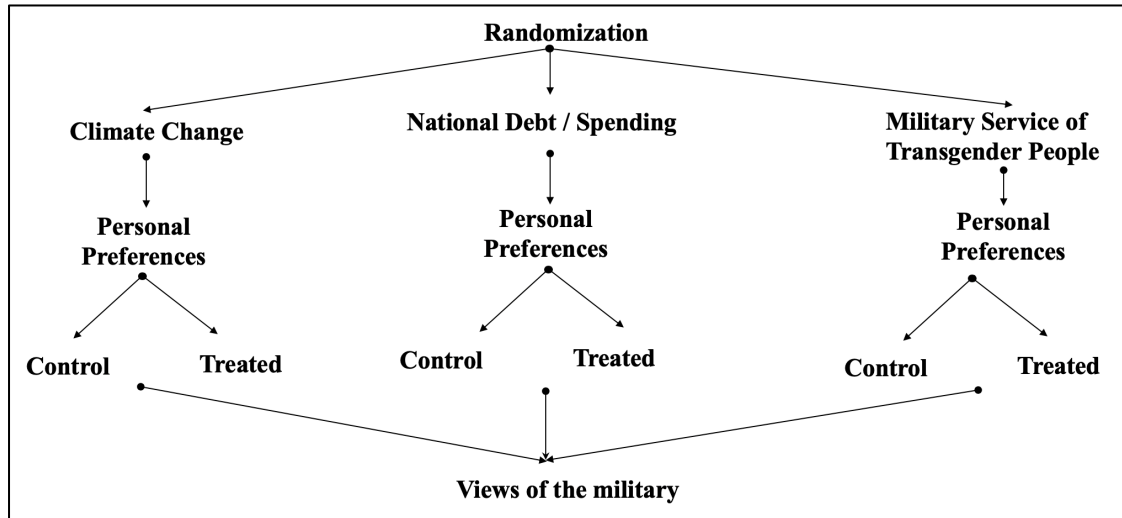 Randomization
Climate Change
National Debt / Spending
Military Service of
Transgender People
Personal
Preferences
Personal
Preferences
Personal
Preferences
Control
Treated
Control
Treated
Control
Treated
Views of the military